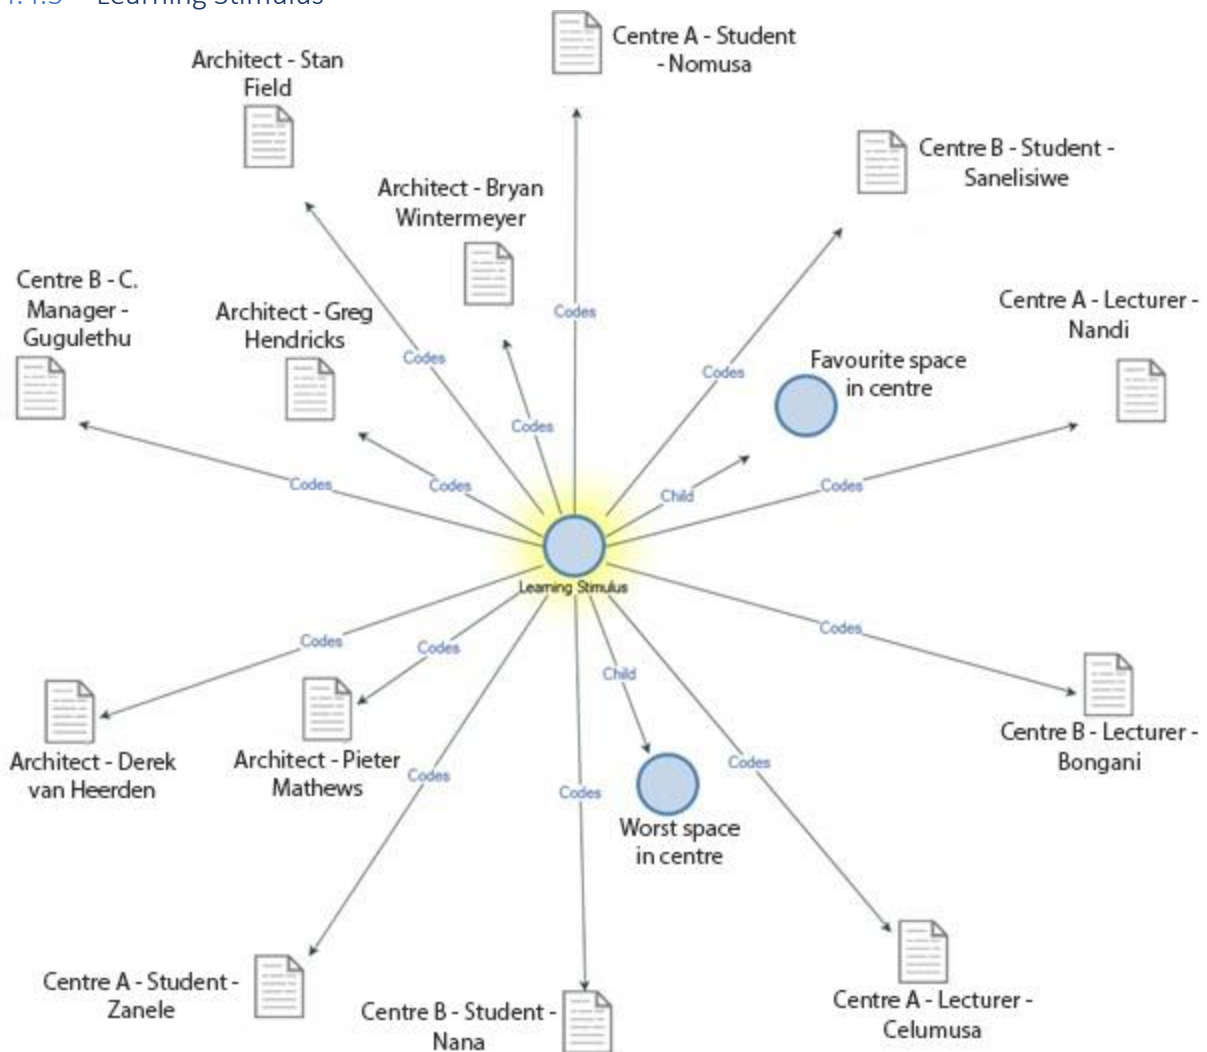 Learning Stimulus
Centre A - Student
- Nomusa
Architect - Stan
Field
Centre B - Student -
Sanelisiwe
Architect - Bryan
Wintermeyer
Centre B - C.
Manager -
Gugulethu
Architect - Greg
Hendricks
Centre A - Lecturer -
Nandi
Favourite space
in centre
Codes
Codes
Codes
Codes
Codes
Codes
Codes
Child
Learning Stimulus
Codes
Codes
Codes
Child
Codes
Codes
Codes
Centre B - Lecturer -
Bongani
Architect - Derek
van Heerden
Architect - Pieter
Mathews
Worst space
in centre
Centre A - Student -
Zanele
Centre B - Student -
Nana
Centre A - Lecturer -
Celumusa